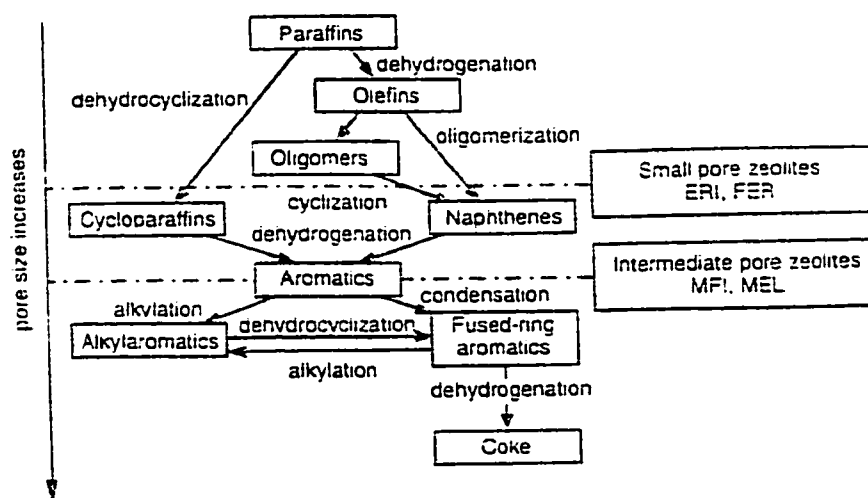 Paraffins
dehydrogenation
dehydrocyclization
Olefins
oligomerization
Oligomers
Small pore zeolites
ERI, FER
cyclization
Cycloparaffins
Naphthenes
dehydrogenation
pore size increases
Intermediate pore zeolites
MFI, MEL
Aromatics
alkylation
condensation
dehydrocyclization
Alkylaromatics
Fused-ring
aromatics
alkylation
dehydrogenation
Coke